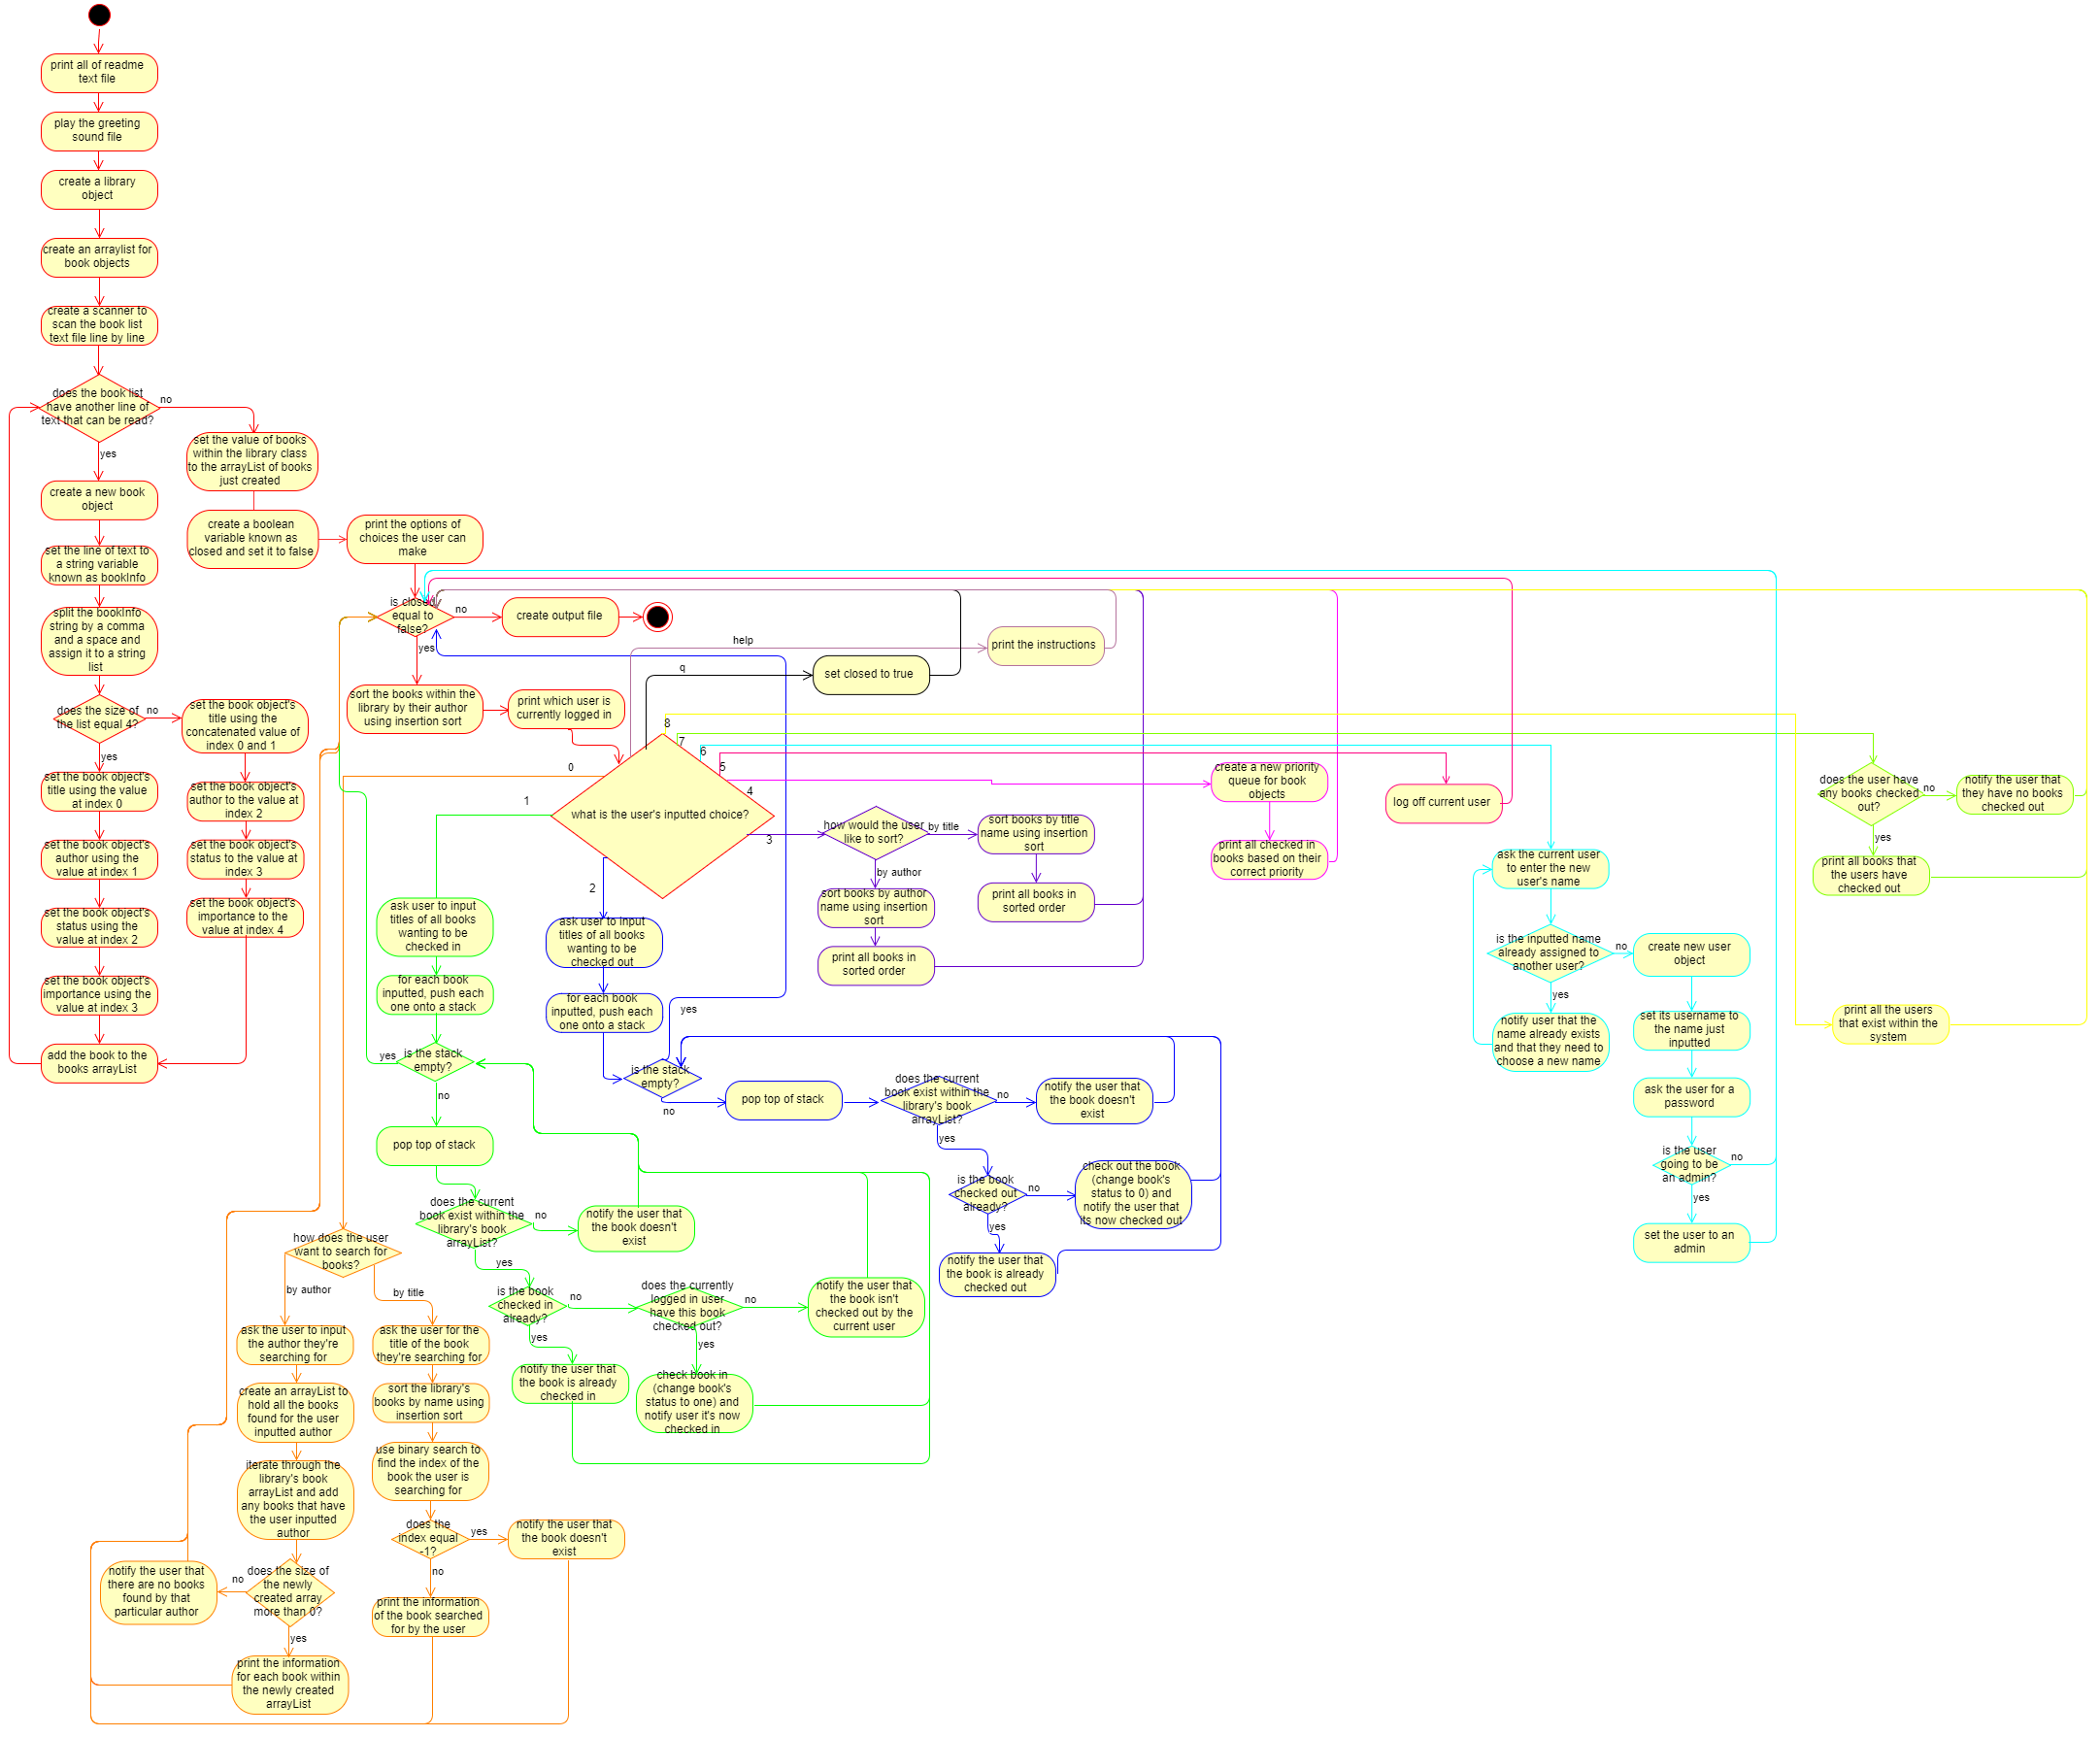 print all of readme
text file
play the greeting
sound file
create a library
object
create an arraylist for
book objects
create a scanner to
scan the book list
text file line by line
does the book list
have another line of
text that can be read?
no
yes
set the value of books
within the library class
to the arrayList of books
just created
create a boolean
variable known as
closed and set it to false
print the options of
choices the user can
make
create a new book
object
set the line of text to
a string variable
known as bookInfo
split the bookInfo
string by a comma
and a space and
assign it to a string
list
does the size of
the list equal 4?
no
yes
set the book object's
title using the
concatenated value of
index 0 and 1
set the book object's
author to the value at
index 2
set the book object's
status to the value at
index 3
set the book object's
importance to the
value at index 4
set the book object's
title using the value
at index 0
set the book object's
author using the
value at index 1
set the book object's
status using the
value at index 2
set the book object's
importance using the
value at index 3
add the book to the
books arrayList
is closed
equal to
false?
no
yes
create output file
sort the books within the
library by their author
using insertion sort
print which user is
currently logged in
what is the user's inputted choice?
help
print the instructions
q
set closed to true
8
7
6
5
4
3
2
1
0
how does the user
want to search for
books?
by author
by title
ask the user to input
the author they're
searching for
create an arrayList to
hold all the books
found for the user
inputted author
iterate through the
library's book
arrayList and add
any books that have
the user inputted
author
does the size of
the newly
created array
more than 0?
no
yes
notify the user that
there are no books
found by that
particular author
print the information
for each book within
the newly created
arrayList
ask the user for the
title of the book
they're searching for
sort the library's
books by name using
insertion sort
use binary search to
find the index of the
book the user is
searching for
does the
index equal
-1?
yes
no
notify the user that
the book doesn't
exist
print the information
of the book searched
for by the user
ask user to input
titles of all books
wanting to be
checked in
for each book
inputted, push each
one onto a stack
is the stack
empty?
yes
no
pop top of stack
does the current
book exist within the
library's book
arrayList?
no
yes
notify the user that
the book doesn't
exist
is the book
checked in
already?
no
yes
notify the user that
the book is already
checked in
does the currently
logged in user
have this book
checked out?
no
yes
notify the user that
the book isn't
checked out by the
current user
check book in
(change book's
status to one) and
notify user it's now
checked in
ask user to input
titles of all books
wanting to be
checked out
for each book
inputted, push each
one onto a stack
is the stack
empty?
yes
no
pop top of stack
does the current
book exist within the
library's book
arrayList?
no
yes
notify the user that
the book doesn't
exist
is the book
checked out
already?
no
yes
check out the book
(change book's
status to 0) and
notify the user that
its now checked out
notify the user that
the book is already
checked out
how would the user
like to sort?
by title
by author
sort books by title
name using insertion
sort
print all books in
sorted order
sort books by author
name using insertion
sort
print all books in
sorted order
create a new priority
queue for book
objects
print all checked in
books based on their
correct priority
log off current user
ask the current user
to enter the new
user's name
is the inputted name
already assigned to
another user?
no
yes
notify user that the
name already exists
and that they need to
choose a new name
create new user
object
set its username to
the name just
inputted
ask the user for a
password
is the user
going to be
an admin?
no
yes
set the user to an
admin
does the user have
any books checked
out?
no
yes
notify the user that
they have no books
checked out
print all books that
the users have
checked out
print all the users
that exist within the
system